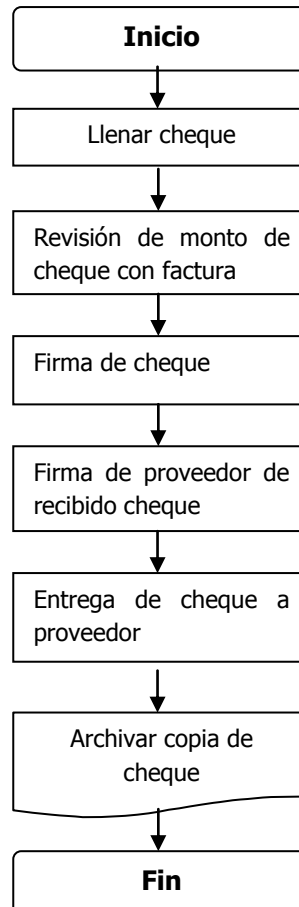 Inicio
Llenar cheque
Revisión de monto de
cheque con factura
Firma de cheque
Firma de proveedor de
recibido cheque
Entrega de cheque a
proveedor
Archivar copia de
cheque
Fin